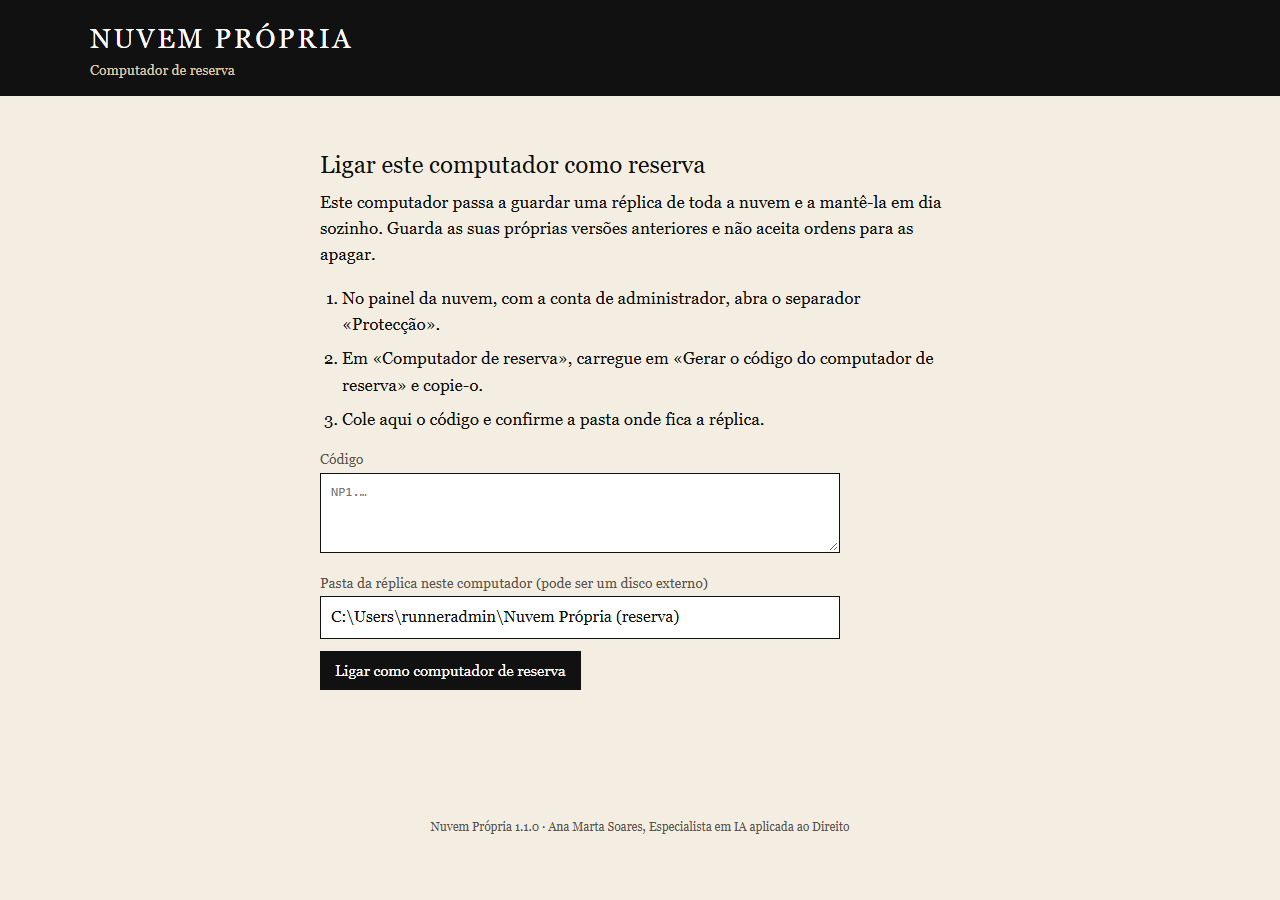 NUVEM PRÓPRIA
Computador de reserva
Ligar este computador como reserva
Este computador passa a guardar uma réplica de toda a nuvem e a mantê-la em dia
sozinho. Guarda as suas próprias versões anteriores e não aceita ordens para as
apagar.
1. No painel da nuvem, com a conta de administrador, abra o separador
«Protecção».
2. Em «Computador de reserva», carregue em «Gerar o código do computador de
reserva» e copie-o.
3. Cole aqui o código e confirme a pasta onde fica a réplica.
Código
NP1.…
Pasta da réplica neste computador (pode ser um disco externo)
C:\Users\runneradmin\Nuvem Própria (reserva)
Ligar como computador de reserva
Nuvem Própria 1.1.0 · Ana Marta Soares, Especialista em IA aplicada ao Direito